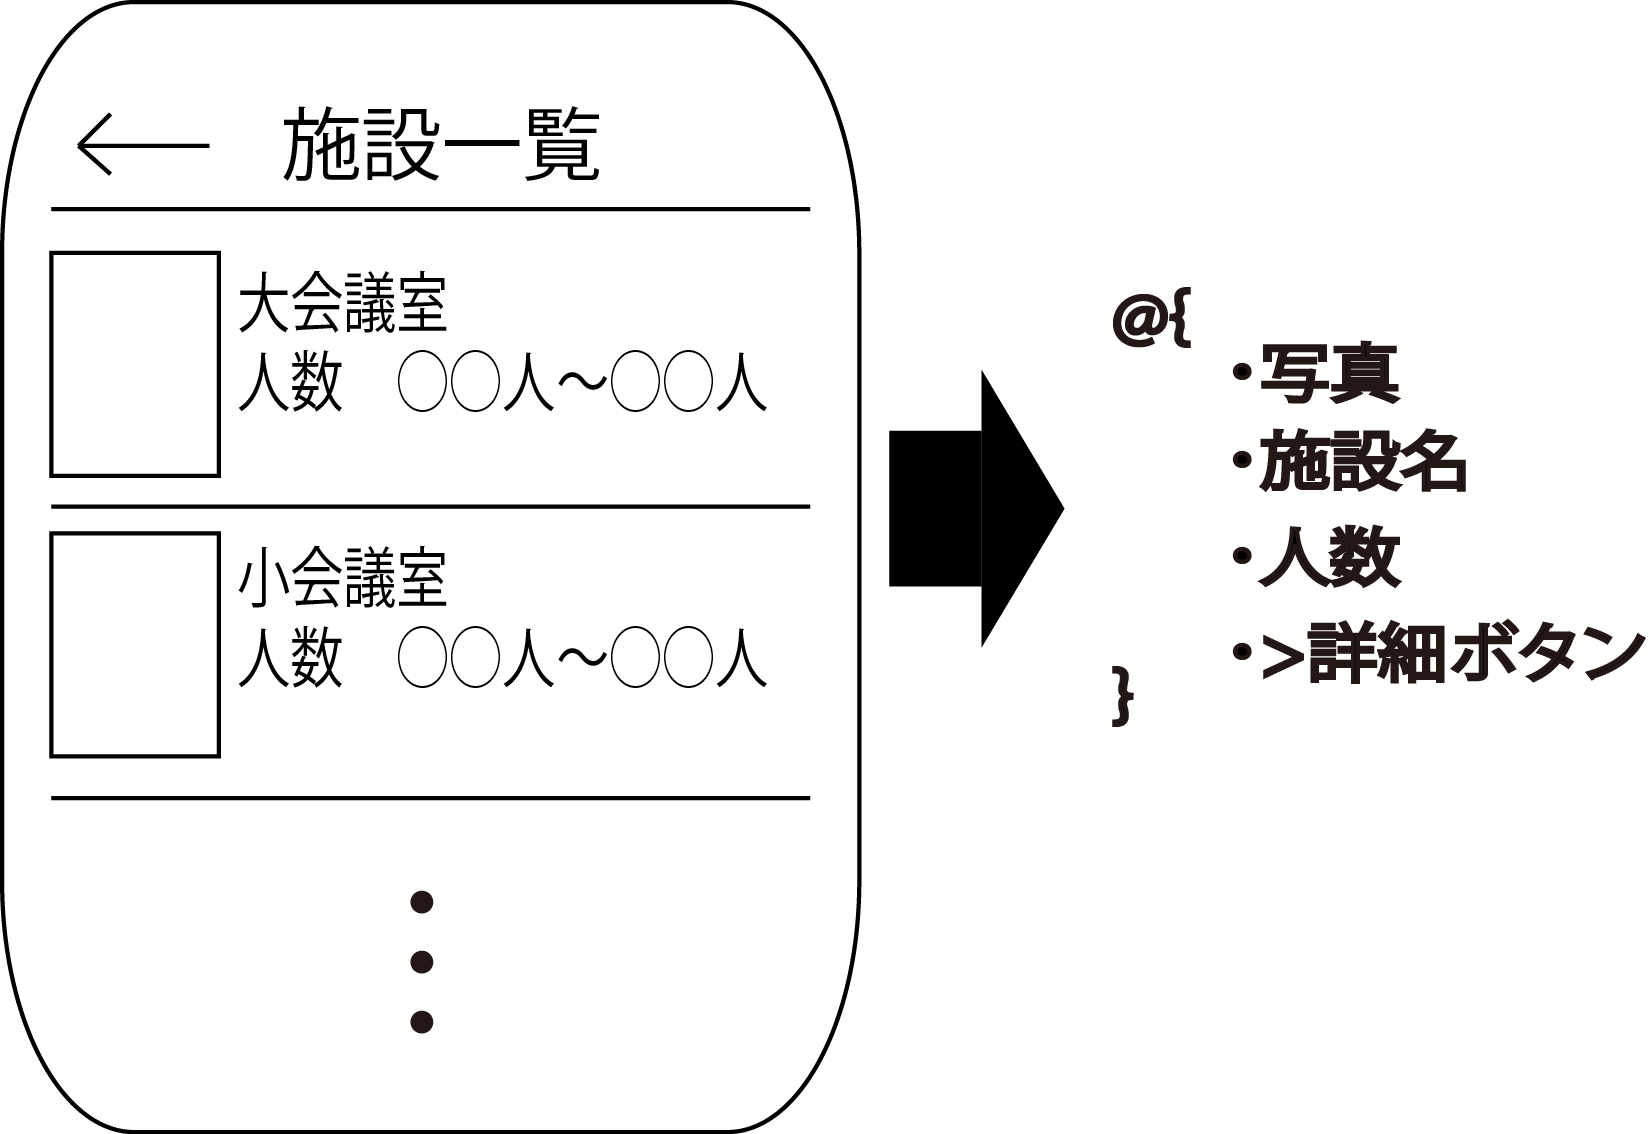 施設一覧
大会議室
人数　○○人～○○人
小会議室
人数　○○人～○○人
@{
・写真
・施設名
・人数
・>詳細ボタン
}